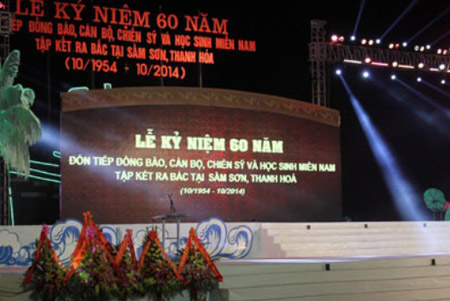 LỄ KỶ NIỆM 60 NĂM
TIẾP ĐỒNG BÀO, CÁN BỘ, CHIẾN SỸ VÀ HỌC SINH MIỀN NAM
TẬP KẾT RA BẮC TẠI SẦM SƠN, THANH HÓA
(10/1954 - 10/2014)
LỄ KỶ NIỆM 60 NĂM
ĐÓN TIẾP ĐỒNG BÀO, CÁN BỘ, CHIẾN SỸ VÀ HỌC SINH MIỀN NAM
TẬP KẾT RA BẮC TẠI SẦM SƠN, THANH HOÁ
(10/1954 - 10/2014)